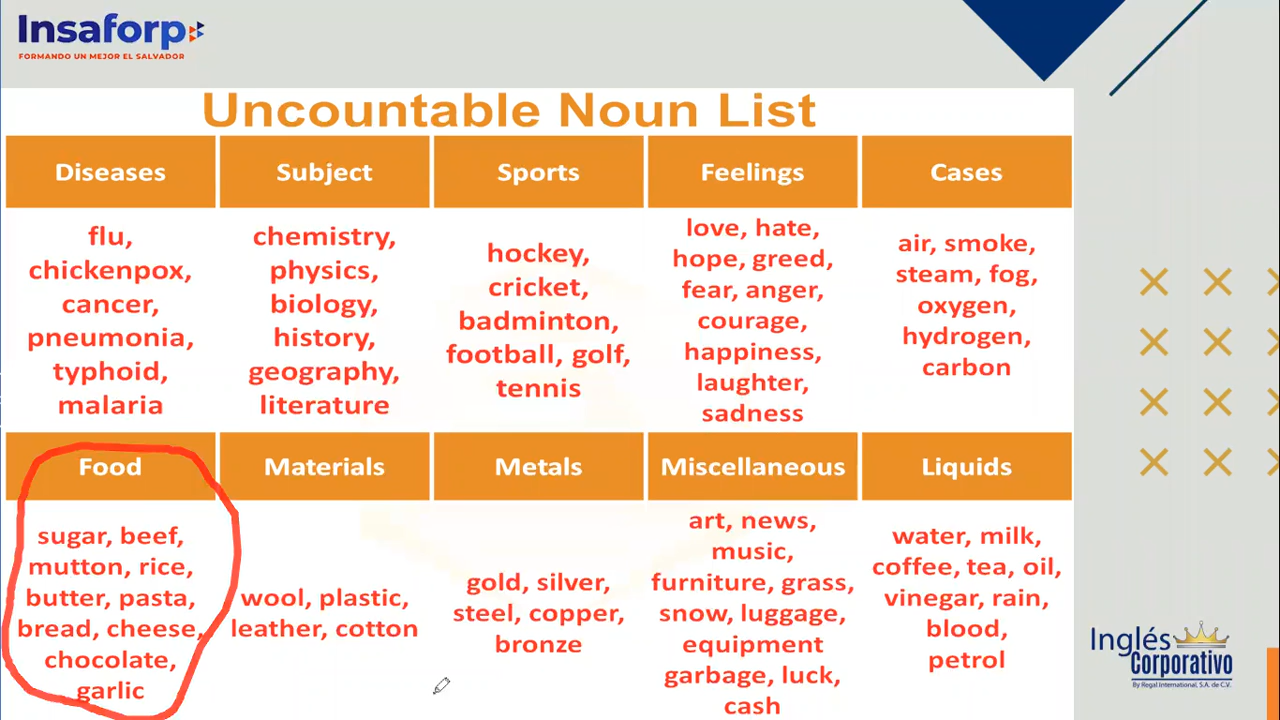 Insaforp
FORMANDO UN MEJOR EL SALVADOR
Uncountable Noun List
Diseases
Subject
Sports
Feelings
Cases
flu,
chickenpox,
cancer,
pneumonia,
typhoid,
malaria
chemistry,
physics,
biology,
history,
geography,
literature
hockey,
cricket,
badminton,
football, golf,
tennis
love, hate,
hope, greed,
fear, anger,
courage,
happiness,
laughter,
sadness
air, smoke,
steam, fog,
oxygen,
hydrogen,
carbon
Food
Materials
Metals
Miscellaneous
Liquids
sugar, beef,
mutton, rice,
butter, pasta,
bread, cheese,
chocolate,
garlic
wool, plastic,
leather, cotton
gold, silver,
steel, copper,
bronze
art, news,
music,
furniture, grass,
snow, luggage,
equipment
garbage, luck,
cash
water, milk,
coffee, tea, oil,
vinegar, rain,
blood,
petrol
Inglés
Corporativo
By Regal International, S.A. de C.V.